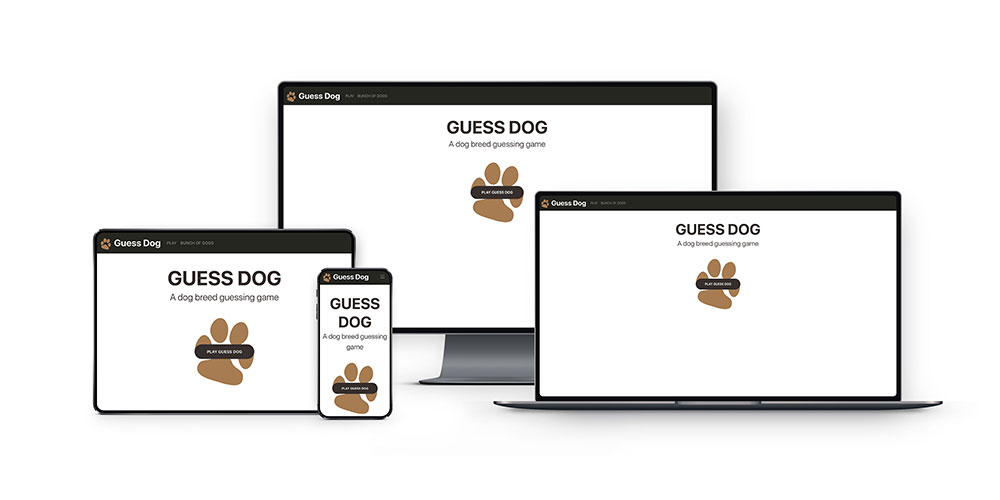 Guess Dog PLAY BUNCH OF DOGS
GUESS DOG
A dog breed guessing game
PLAY GUESS DOG
Guess Dog PLAY BUNCH OF DOGS
GUESS DOG
A dog breed guessing game
PLAY GUESS DOG
Guess Dog PLAY BUNCH OF DOGS
GUESS DOG
A dog breed guessing game
PLAY GUESS DOG
Guess Dog
GUESS
DOG
A dog breed guessing
game
PLAY GUESS DOG